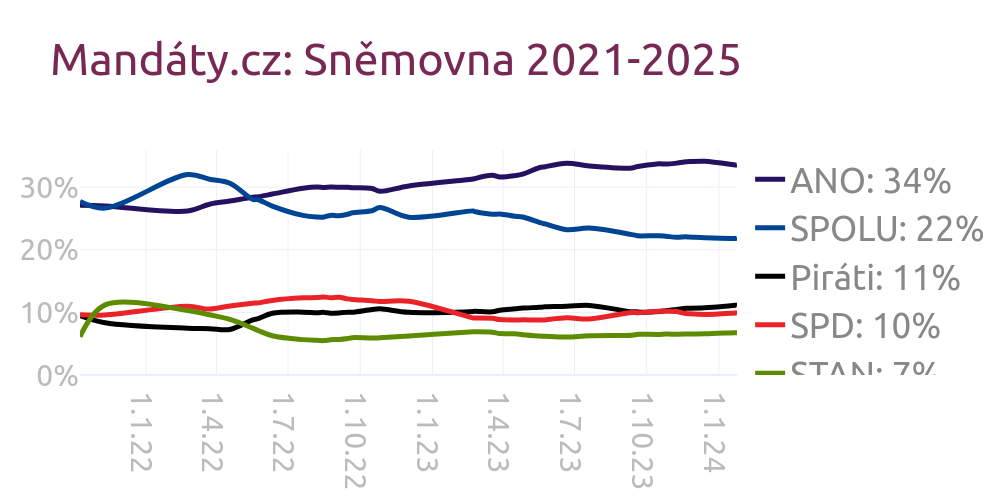 Mandáty.cz: Sněmovna 2021-2025
30%
20%
10%
0%
ANO: 34%
SPOLU: 22%
Piráti: 11%
SPD: 10%
STAN: 7%
1.1.22
1.4.22
1.7.22
1.10.22
1.1.23
1.4.23
1.7.23
1.10.23
1.1.24